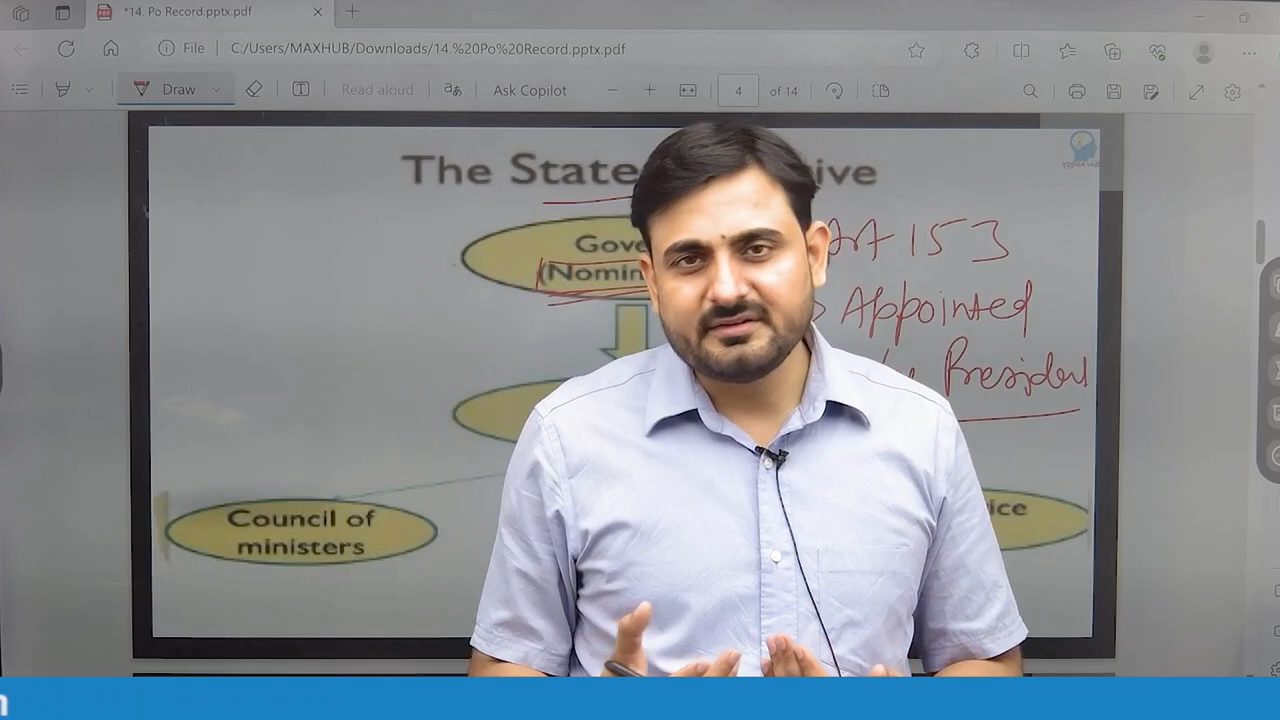 *14. Po Record.pptx.pdf
File
C:/Users/MAXHUB/Downloads/14.%20Po%20Record.pptx.pdf
Draw
Read aloud
Ask Copilot
4
of 14
The State
ive
Gove
(Nomin
Art 153
Appointed
President
Council of
ministers
ice
n